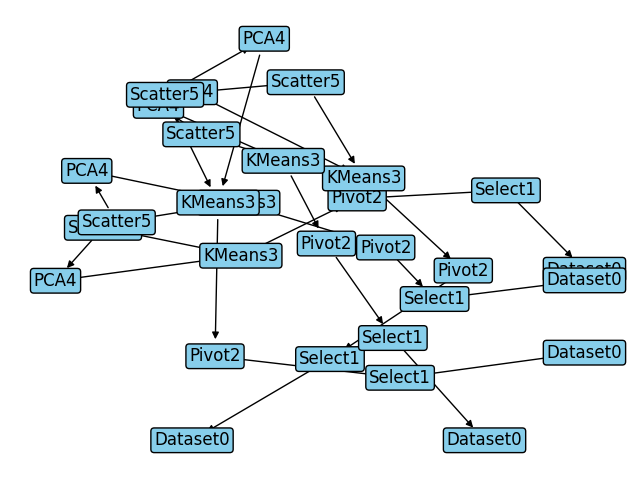 PCA4
Scatter5
Scatter5
PCA4
Scatter5
KMeans3
PCA4
KMeans3
Pivot2
Select1
KMeans3
Scatter5
Pivot2
Pivot2
KMeans3
Pivot2
Dataset0
Dataset0
PCA4
Select1
Select1
Dataset0
Pivot2
Select1
Select1
Dataset0
Dataset0